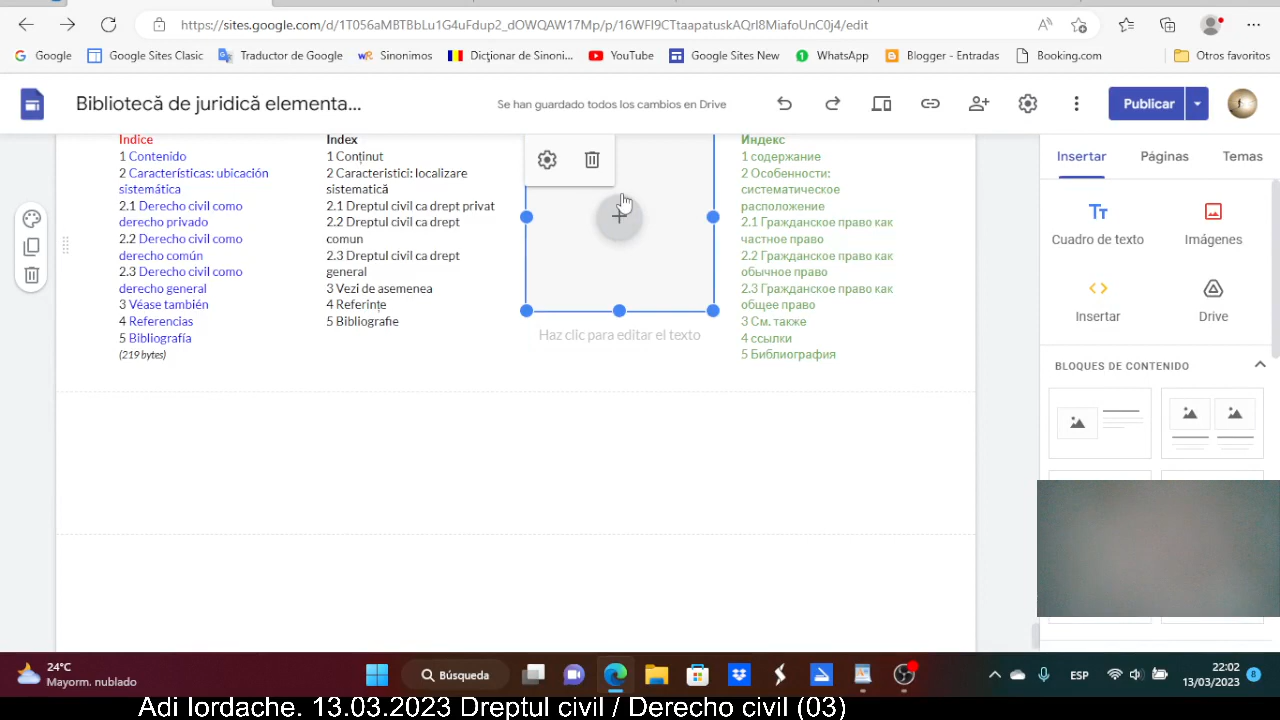 https://sites.google.com/d/1T056aMBTBbLu1G4uFdup2_dOWQAW17Mp/p/16WFI9CTtaapatuskAQrI8MiafoUnC0j4/edit
Google
Google Sites Clasic
Traductor de Google
Sinonimos
Dicționar de Sinoni...
YouTube
Google Sites New
WhatsApp
Blogger - Entradas
Booking.com
Otros favoritos
Bibliotecă de juridică elementa...
Se han guardado todos los cambios en Drive
Publicar
Indice
1 Contenido
2 Características: ubicación
sistemática
2.1 Derecho civil como
derecho privado
2.2 Derecho civil como
derecho común
2.3 Derecho civil como
derecho general
3 Véase también
4 Referencias
5 Bibliografía
(219 bytes)
Index
1 Conținut
2 Caracteristici: localizare
sistematică
2.1 Dreptul civil ca drept privat
2.2 Dreptul civil ca drept
comun
2.3 Dreptul civil ca drept
general
3 Vezi de asemenea
4 Referințe
5 Bibliografie
Haz clic para editar el texto
Индекс
1 содержание
2 Особенности:
систематическое
расположение
2.1 Гражданское право как
частное право
2.2 Гражданское право как
обычное право
2.3 Гражданское право как
общее право
3 См. также
4 ссылки
5 Библиография
Insertar
Páginas
Temas
Cuadro de texto
Imágenes
Insertar
Drive
BLOQUES DE CONTENIDO
24°C
Mayorm. nublado
Búsqueda
ESP
22:02
13/03/2023
8
Adi Iordache. 13.03.2023 Dreptul civil / Derecho civil (03)